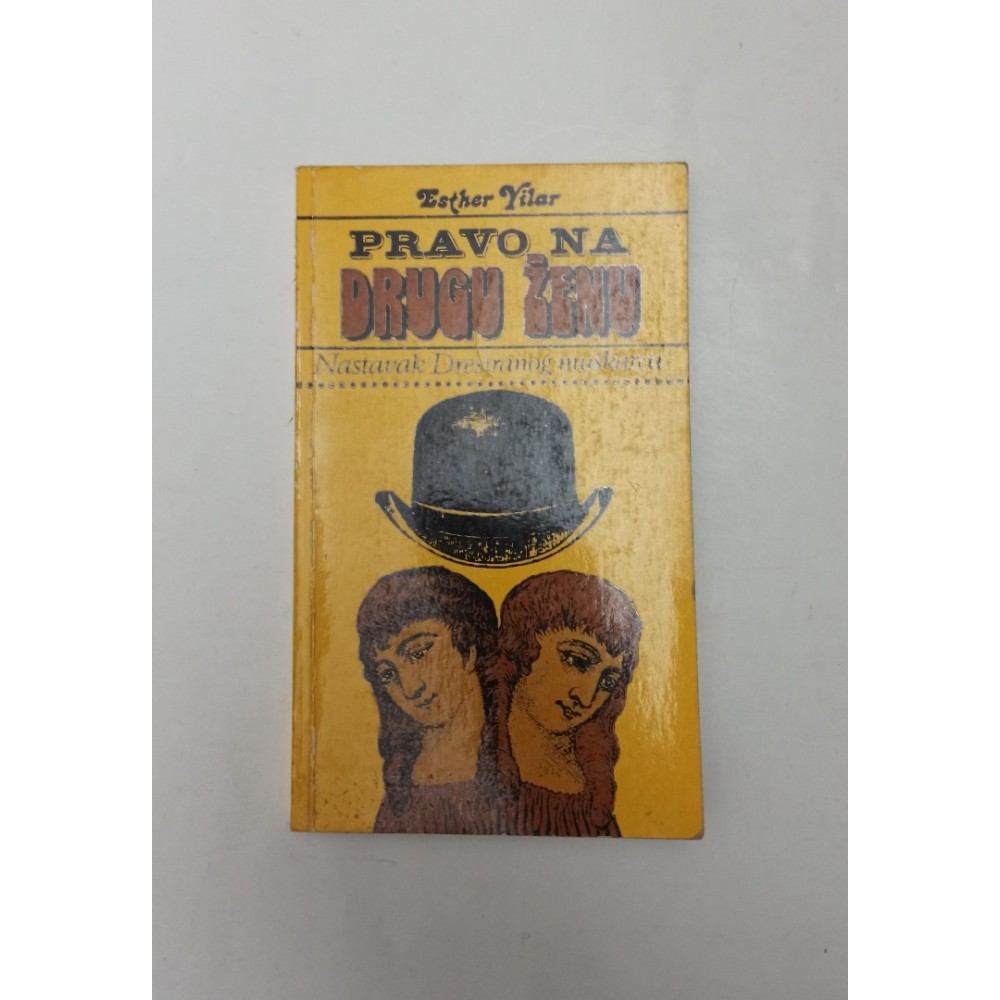 Esther Vilar
PRAVO NA
DRUGU ŽENU
Nastavak Dresiranog muškarca